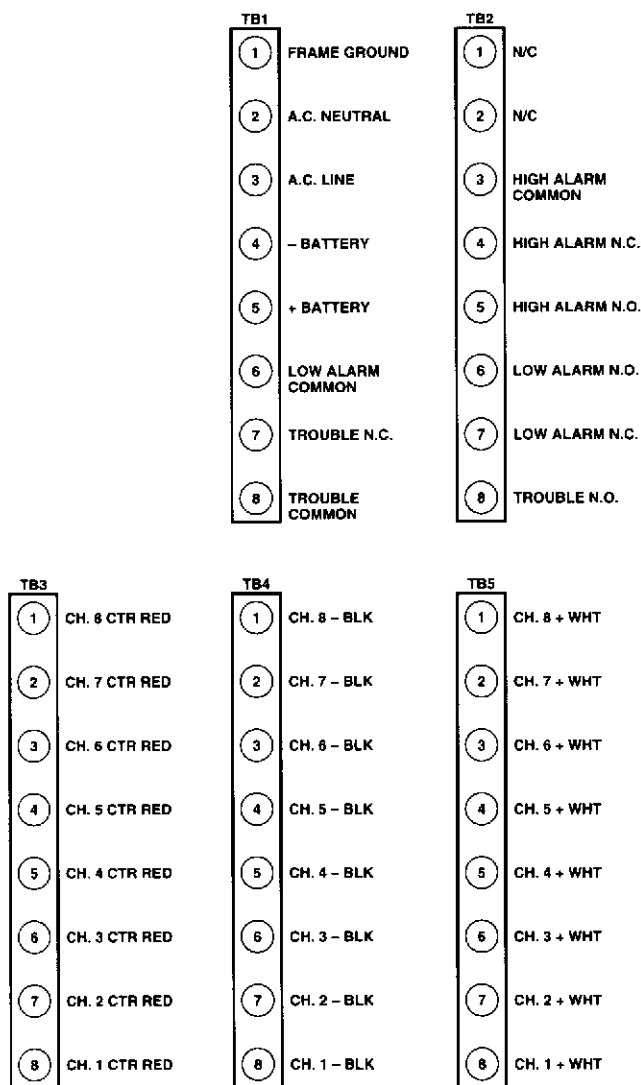 TB1
1 FRAME GROUND
2 A.C. NEUTRAL
3 A.C. LINE
4 – BATTERY
5 + BATTERY
6 LOW ALARM
COMMON
7 TROUBLE N.C.
8 TROUBLE
COMMON
TB2
1 N/C
2 N/C
3 HIGH ALARM
COMMON
4 HIGH ALARM N.C.
5 HIGH ALARM N.O.
6 LOW ALARM N.O.
7 LOW ALARM N.C.
8 TROUBLE N.O.
TB3
1 CH. 8 CTR RED
2 CH. 7 CTR RED
3 CH. 6 CTR RED
4 CH. 5 CTR RED
5 CH. 4 CTR RED
6 CH. 3 CTR RED
7 CH. 2 CTR RED
8 CH. 1 CTR RED
TB4
1 CH. 8 – BLK
2 CH. 7 – BLK
3 CH. 6 – BLK
4 CH. 5 – BLK
5 CH. 4 – BLK
6 CH. 3 – BLK
7 CH. 2 – BLK
8 CH. 1 – BLK
TB5
1 CH. 8 + WHT
2 CH. 7 + WHT
3 CH. 6 + WHT
4 CH. 5 + WHT
5 CH. 4 + WHT
6 CH. 3 + WHT
7 CH. 2 + WHT
8 CH. 1 + WHT